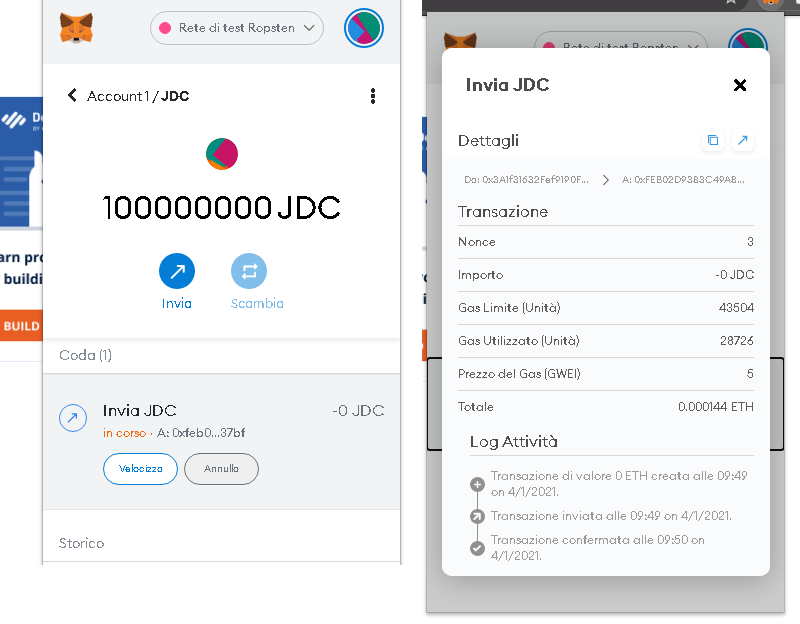 Rete di test Ropsten
De
BY
Account 1 / JDC
100000000 JDC
arn pro
buildi
Invia
Scambia
BUILD
Coda (1)
Invia JDC
-0 JDC
in corso · A: 0xfeb0...37bf
Velocizza
Annulla
Storico
Rete di test Ropsten
Invia JDC
Dettagli
Da: 0x3A1f31632Fef9190F...
A: 0xFEB02D93B3C49AB...
Transazione
Nonce
3
Importo
-0 JDC
Gas Limite (Unità)
43504
Gas Utilizzato (Unità)
28726
Prezzo del Gas (GWEI)
5
Totale
0.000144 ETH
Log Attività
Transazione di valore 0 ETH creata alle 09:49
on 4/1/2021.
Transazione inviata alle 09:49 on 4/1/2021.
Transazione confermata alle 09:50 on
4/1/2021.